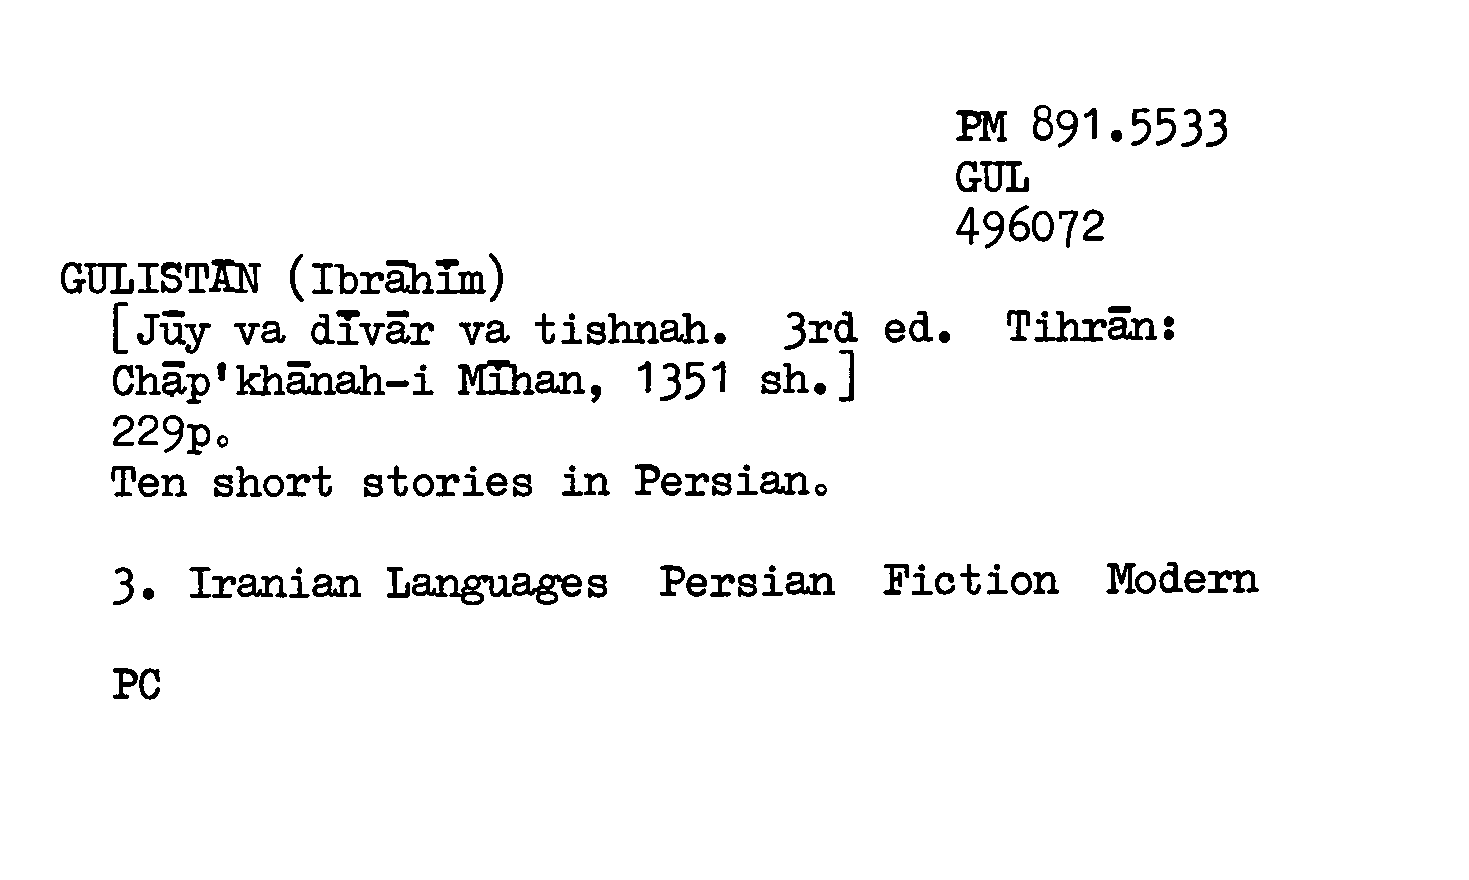 PM 891.5533
GUL
496072
GULISTĀN (Ibrāhīm)
[Jūy va dīvār va tishnah. 3rd ed. Tihrān:
Chāp'khānah-i Mīhan, 1351 sh.]
229p.
Ten short stories in Persian.
3. Iranian Languages Persian Fiction Modern
PC